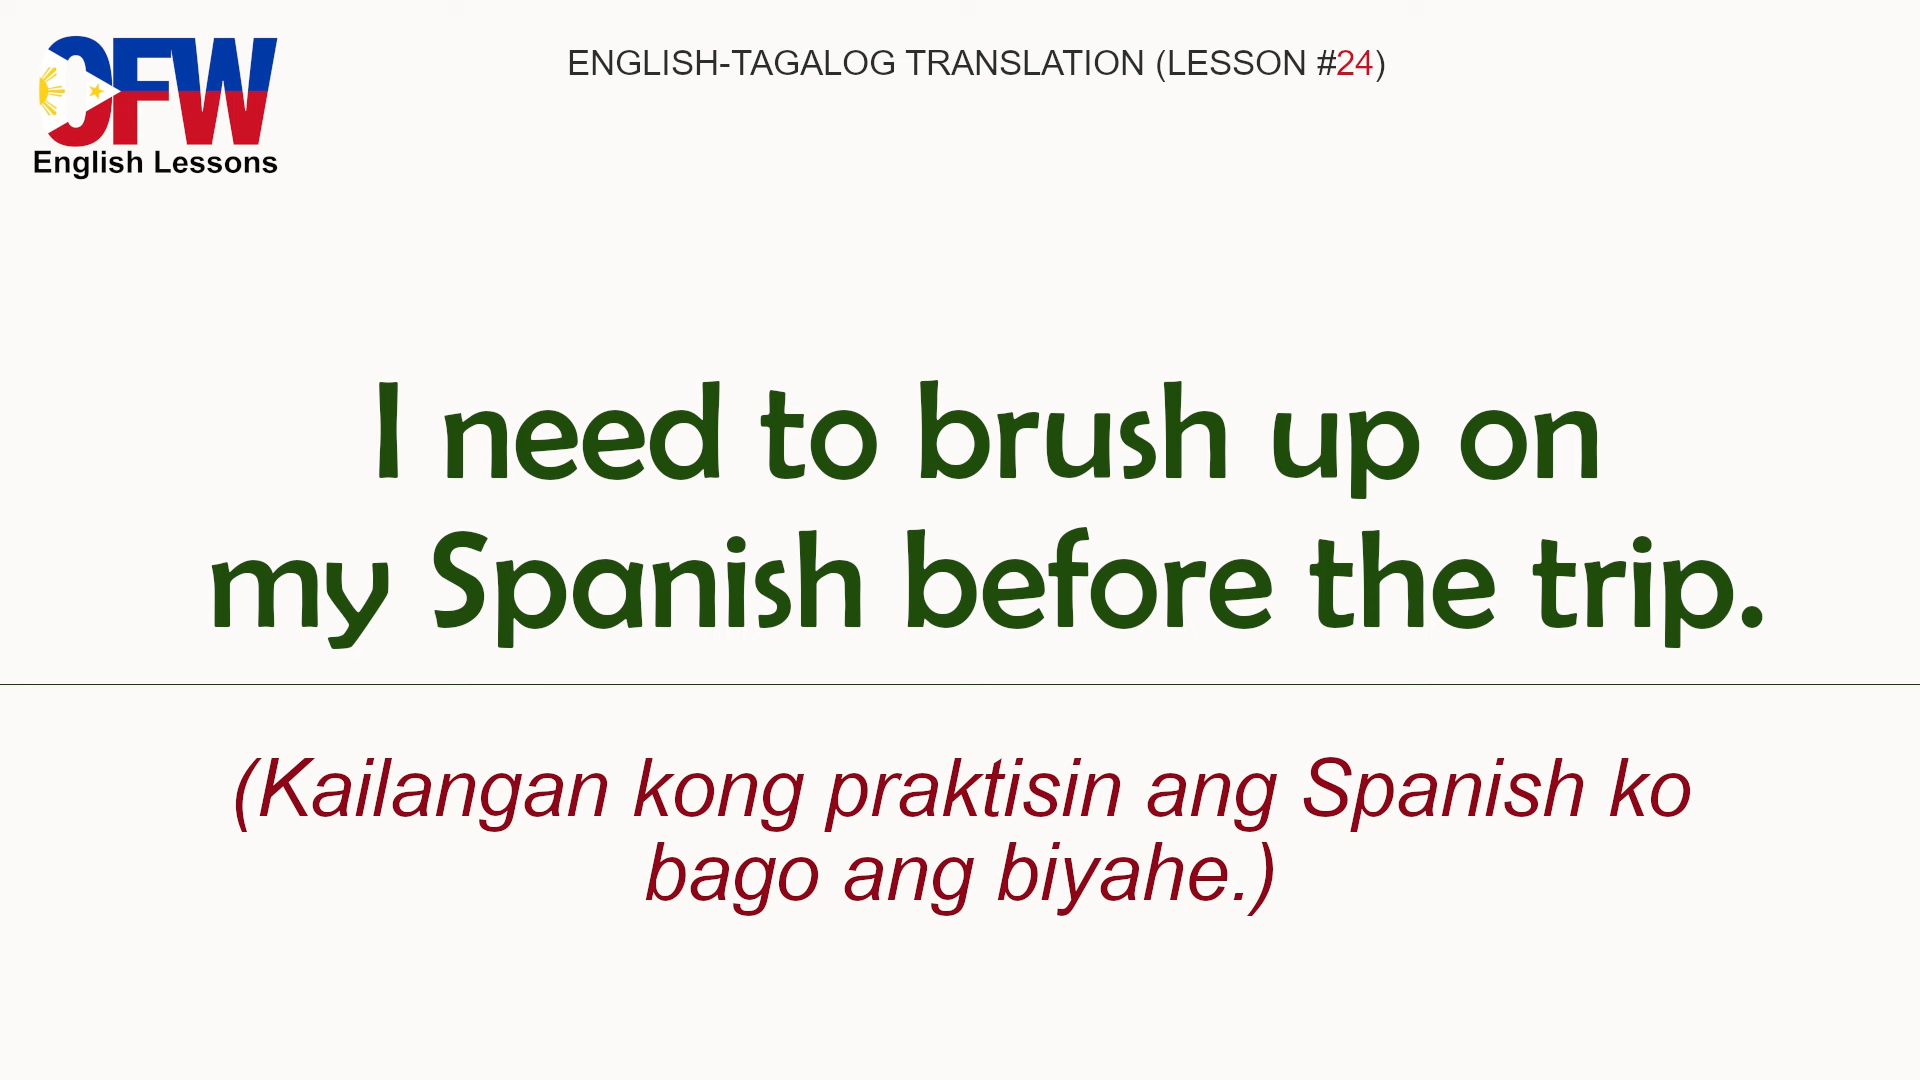 OFW
English Lessons
ENGLISH-TAGALOG TRANSLATION (LESSON #24)
I need to brush up on
my Spanish before the trip.
(Kailangan kong praktisin ang Spanish ko
bago ang biyahe.)